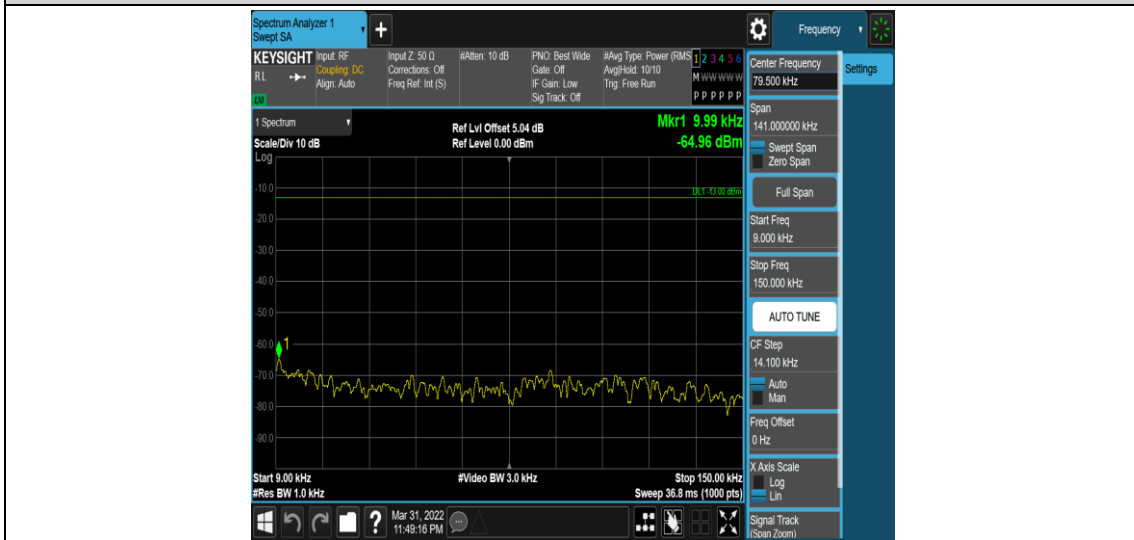 Spectrum Analyzer 1
Swept SA
+
Frequency
KEYSIGHT
RL
LXI
Input: RF
Coupling: DC
Align: Auto
Input Z: 50 Ω
Corrections: Off
Freq Ref: Int (S)
#Atten: 10 dB
PNO: Best Wide
Gate: Off
IF Gain: Low
Sig Track: Off
#Avg Type: Power (RMS
Avg|Hold: 10/10
Trig: Free Run
1 2 3 4 5 6
M W W W W W
P P P P P P
1 Spectrum
Scale/Div 10 dB
Log
Ref Lvl Offset 5.04 dB
Ref Level 0.00 dBm
Mkr1 9.99 kHz
-64.96 dBm
DL1 -13.00 dBm
-10.0
-20.0
-30.0
-40.0
-50.0
-60.0
1
-70.0
-80.0
-90.0
Start 9.00 kHz
#Res BW 1.0 kHz
#Video BW 3.0 kHz
Stop 150.00 kHz
Sweep 36.8 ms (1000 pts)
?
Mar 31, 2022
11:49:16 PM
Center Frequency
79.500 kHz
Settings
Span
141.000000 kHz
Swept Span
Zero Span
Full Span
Start Freq
9.000 kHz
Stop Freq
150.000 kHz
AUTO TUNE
CF Step
14.100 kHz
Auto
Man
Freq Offset
0 Hz
X Axis Scale
Log
Lin
Signal Track
(Span Zoom)